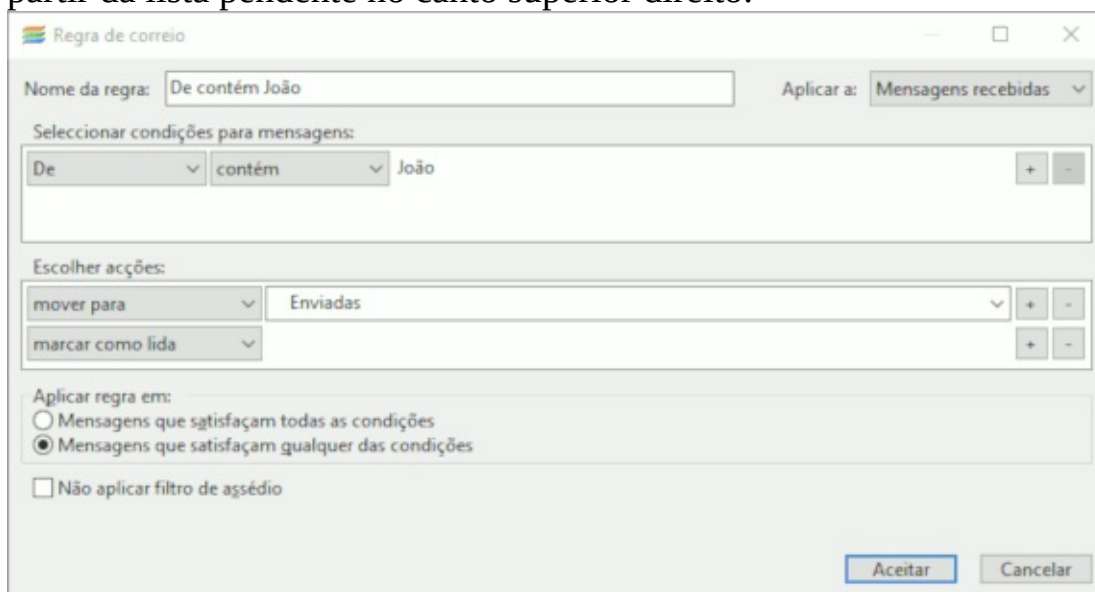 partir da lista pendente no canto superior direito.
Regra de correio
Nome da regra: De contém João Aplicar a: Mensagens recebidas
Seleccionar condições para mensagens:
De contém João + -
Escolher acções:
mover para Enviadas + -
marcar como lida + -
Aplicar regra em:
Mensagens que satisfaçam todas as condições
Mensagens que satisfaçam qualquer das condições
Não aplicar filtro de assédio
Aceitar Cancelar